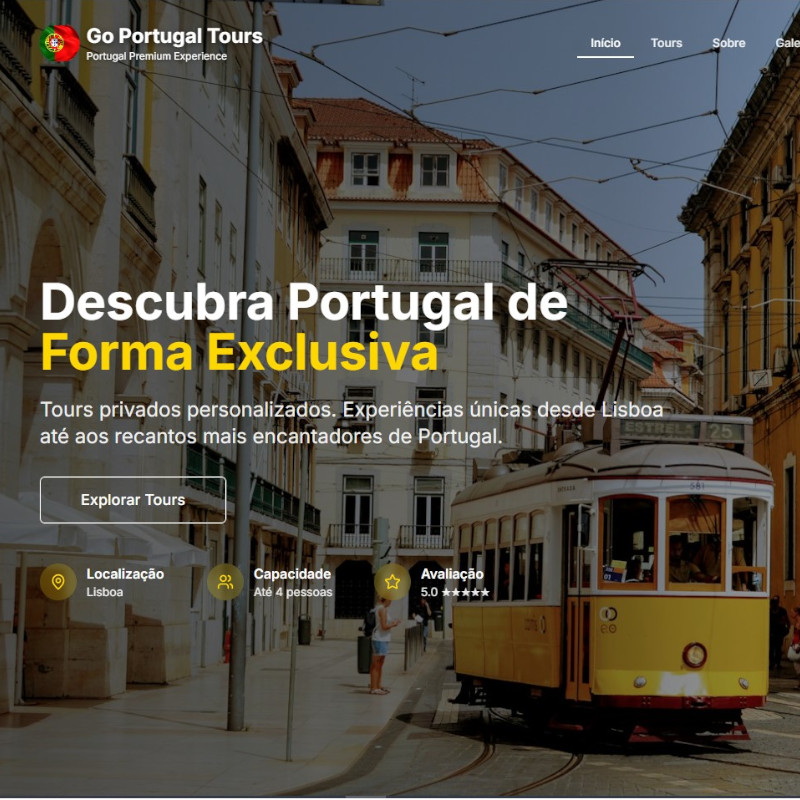 Go Portugal Tours
Portugal Premium Experience
Início Tours Sobre Gale
Descubra Portugal de
Forma Exclusiva
Tours privados personalizados. Experiências únicas desde Lisboa
até aos recantos mais encantadores de Portugal.
Explorar Tours
Localização
Lisboa
Capacidade
Até 4 pessoas
Avaliação
5.0 ★★★★★
ESTRELA 25
581